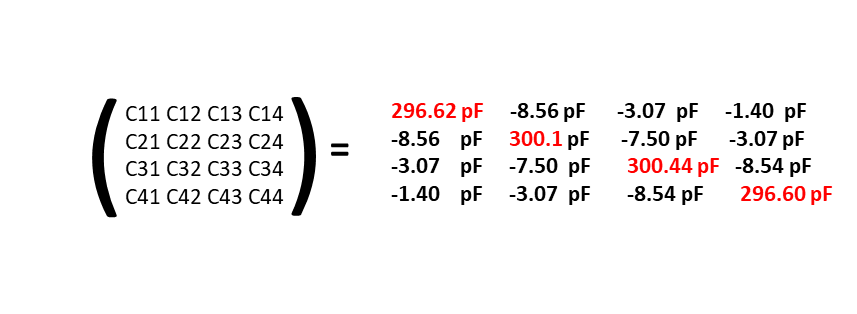 C11 C12 C13 C14 296.62 pF -8.56 pF -3.07 pF -1.40 pF
C21 C22 C23 C24 = -8.56 pF 300.1 pF -7.50 pF -3.07 pF
C31 C32 C33 C34 -3.07 pF -7.50 pF 300.44 pF -8.54 pF
C41 C42 C43 C44 -1.40 pF -3.07 pF -8.54 pF 296.60 pF